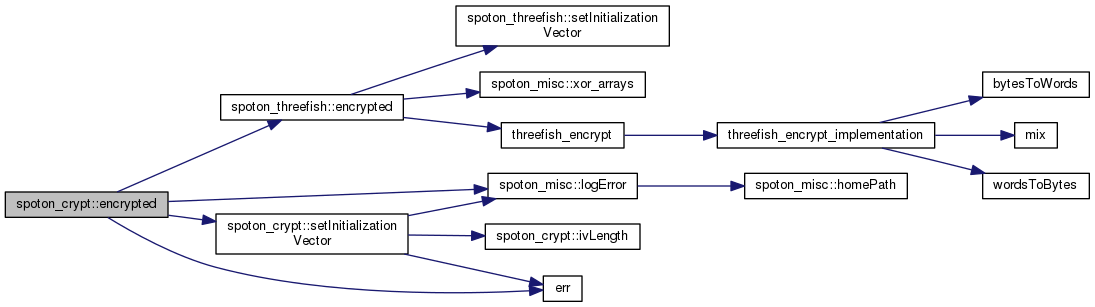 spoton_threefish::setInitialization
Vector
spoton_misc::xor_arrays
bytesToWords
spoton_threefish::encrypted
threefish_encrypt
threefish_encrypt_implementation
mix
spoton_misc::logError
spoton_misc::homePath
wordsToBytes
spoton_crypt::encrypted
spoton_crypt::setInitialization
Vector
spoton_crypt::ivLength
err